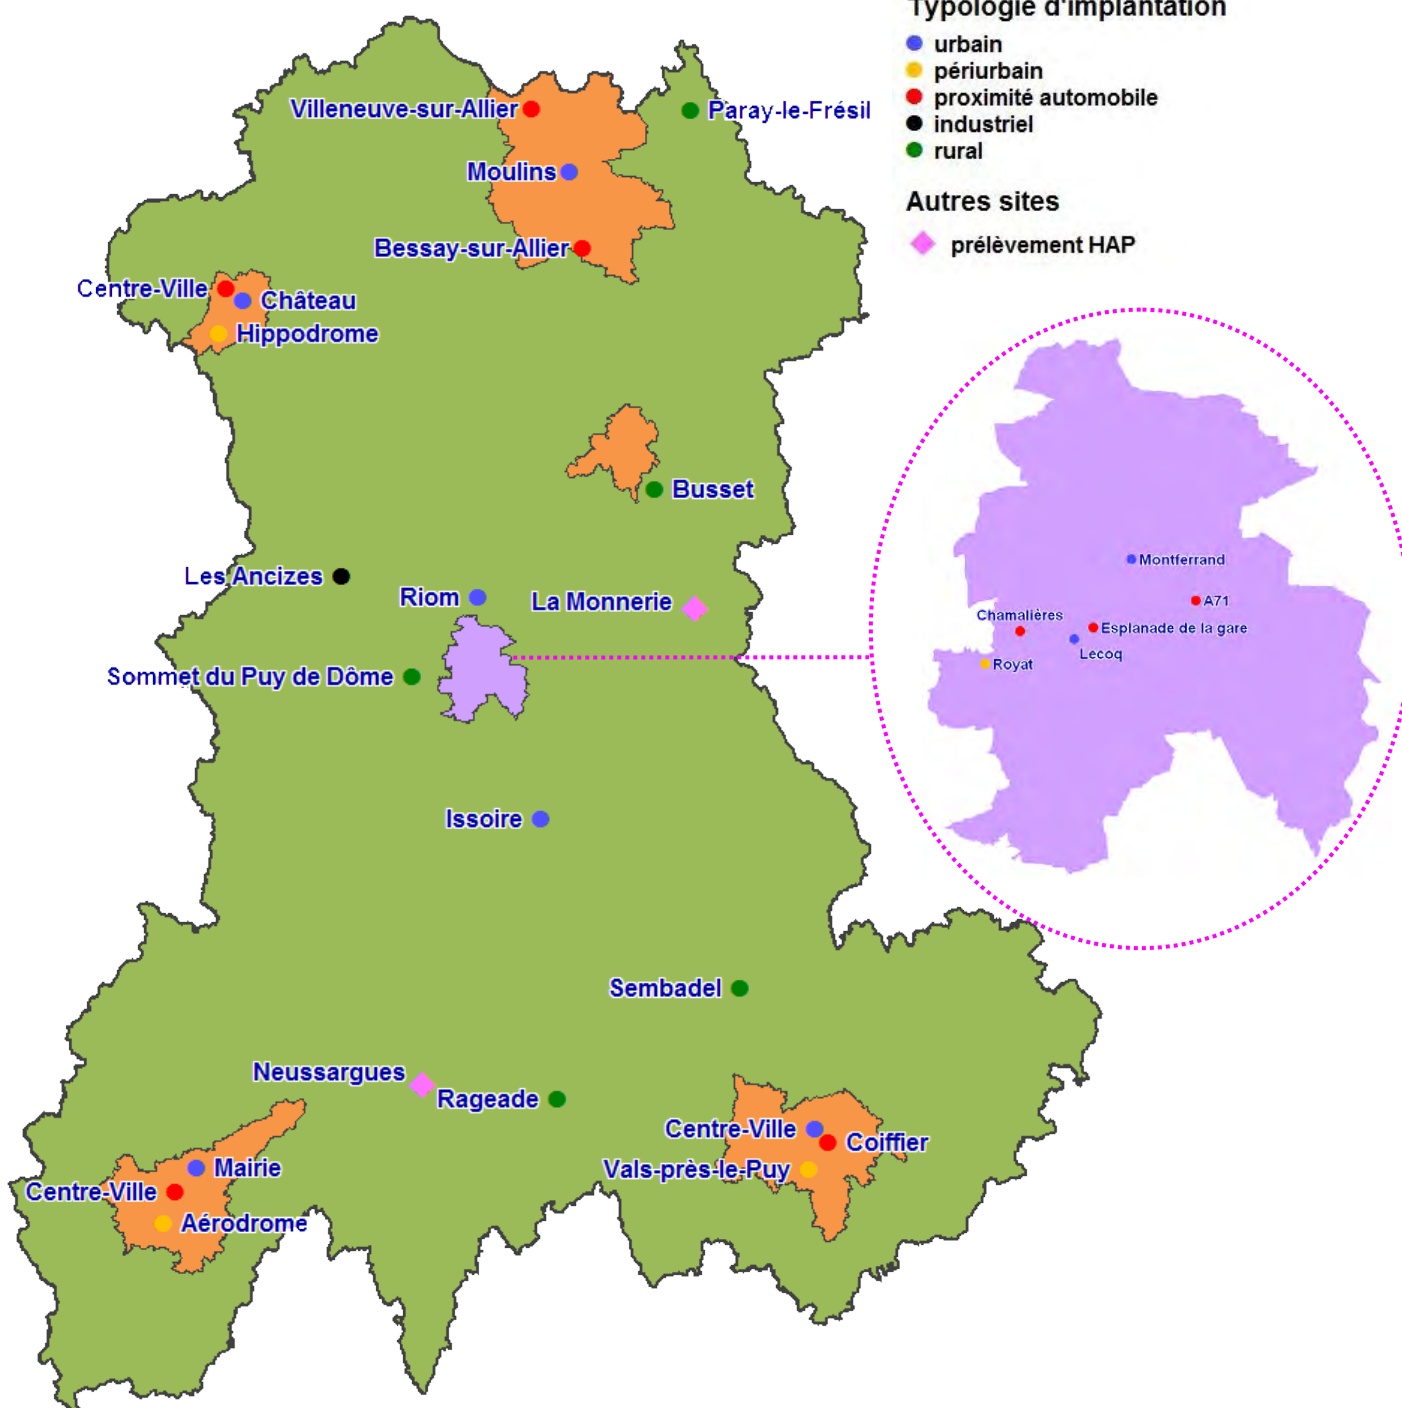 Typologie d'implantation
urbain
périurbain
proximité automobile
industriel
rural
Autres sites
prélèvement HAP
Villeneuve-sur-Allier
Paray-le-Frésil
Moulins
Bessay-sur-Allier
Centre-Ville
Château
Hippodrome
Busset
Les Ancizes
Riom
La Monnerie
Sommet du Puy de Dôme
Montferrand
A71
Chamalières
Esplanade de la gare
Lecoq
Royat
Issoire
Sembadel
Neussargues
Rageade
Centre-Ville
Coiffier
Vals-près-le-Puy
Mairie
Centre-Ville
Aérodrome